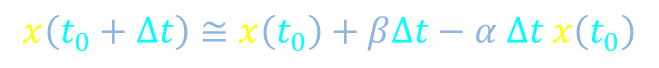 x(t₀ + Δt) ≅ x(t₀) + βΔt − α Δt x(t₀)